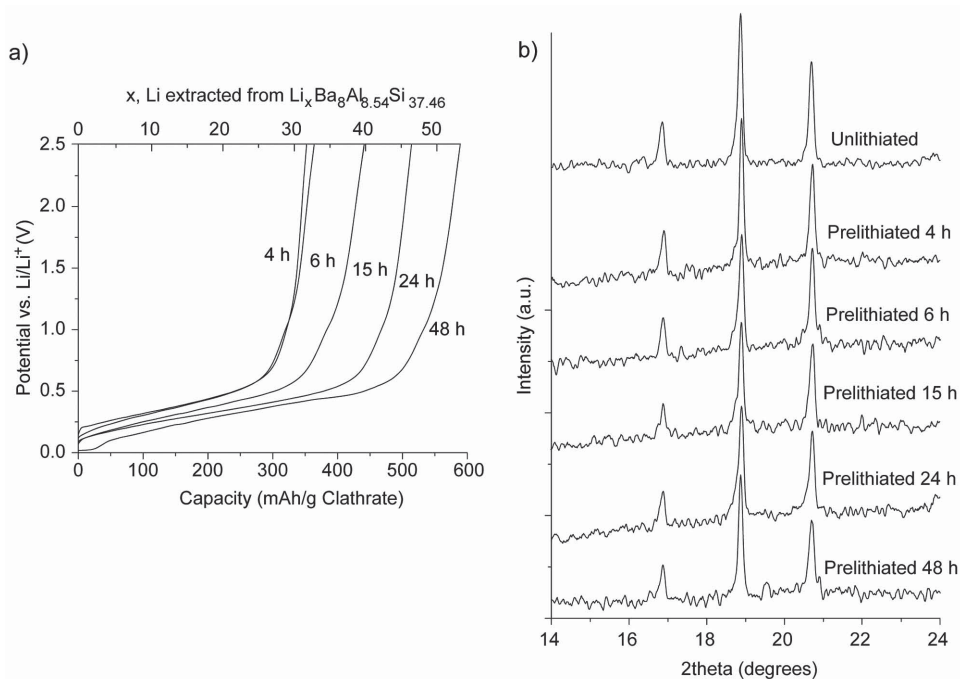 a)
x, Li extracted from LiₓBa₈Al₈.₅₄Si₃₇.₄₆
0 10 20 30 40 50
2.5
2.0
1.5
1.0
0.5
0.0
Potential vs. Li/Li⁺ (V)
4 h
6 h
15 h
24 h
48 h
0 100 200 300 400 500 600
Capacity (mAh/g Clathrate)
b)
Intensity (a.u.)
Unlithiated
Prelithiated 4 h
Prelithiated 6 h
Prelithiated 15 h
Prelithiated 24 h
Prelithiated 48 h
14 16 18 20 22 24
2theta (degrees)